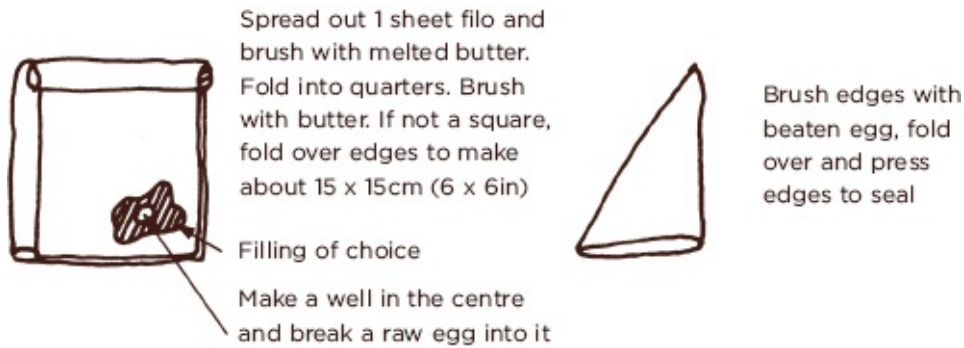 Spread out 1 sheet filo and
brush with melted butter.
Fold into quarters. Brush
with butter. If not a square,
fold over edges to make
about 15 x 15cm (6 x 6in)
Filling of choice
Make a well in the centre
and break a raw egg into it
Brush edges with
beaten egg, fold
over and press
edges to seal